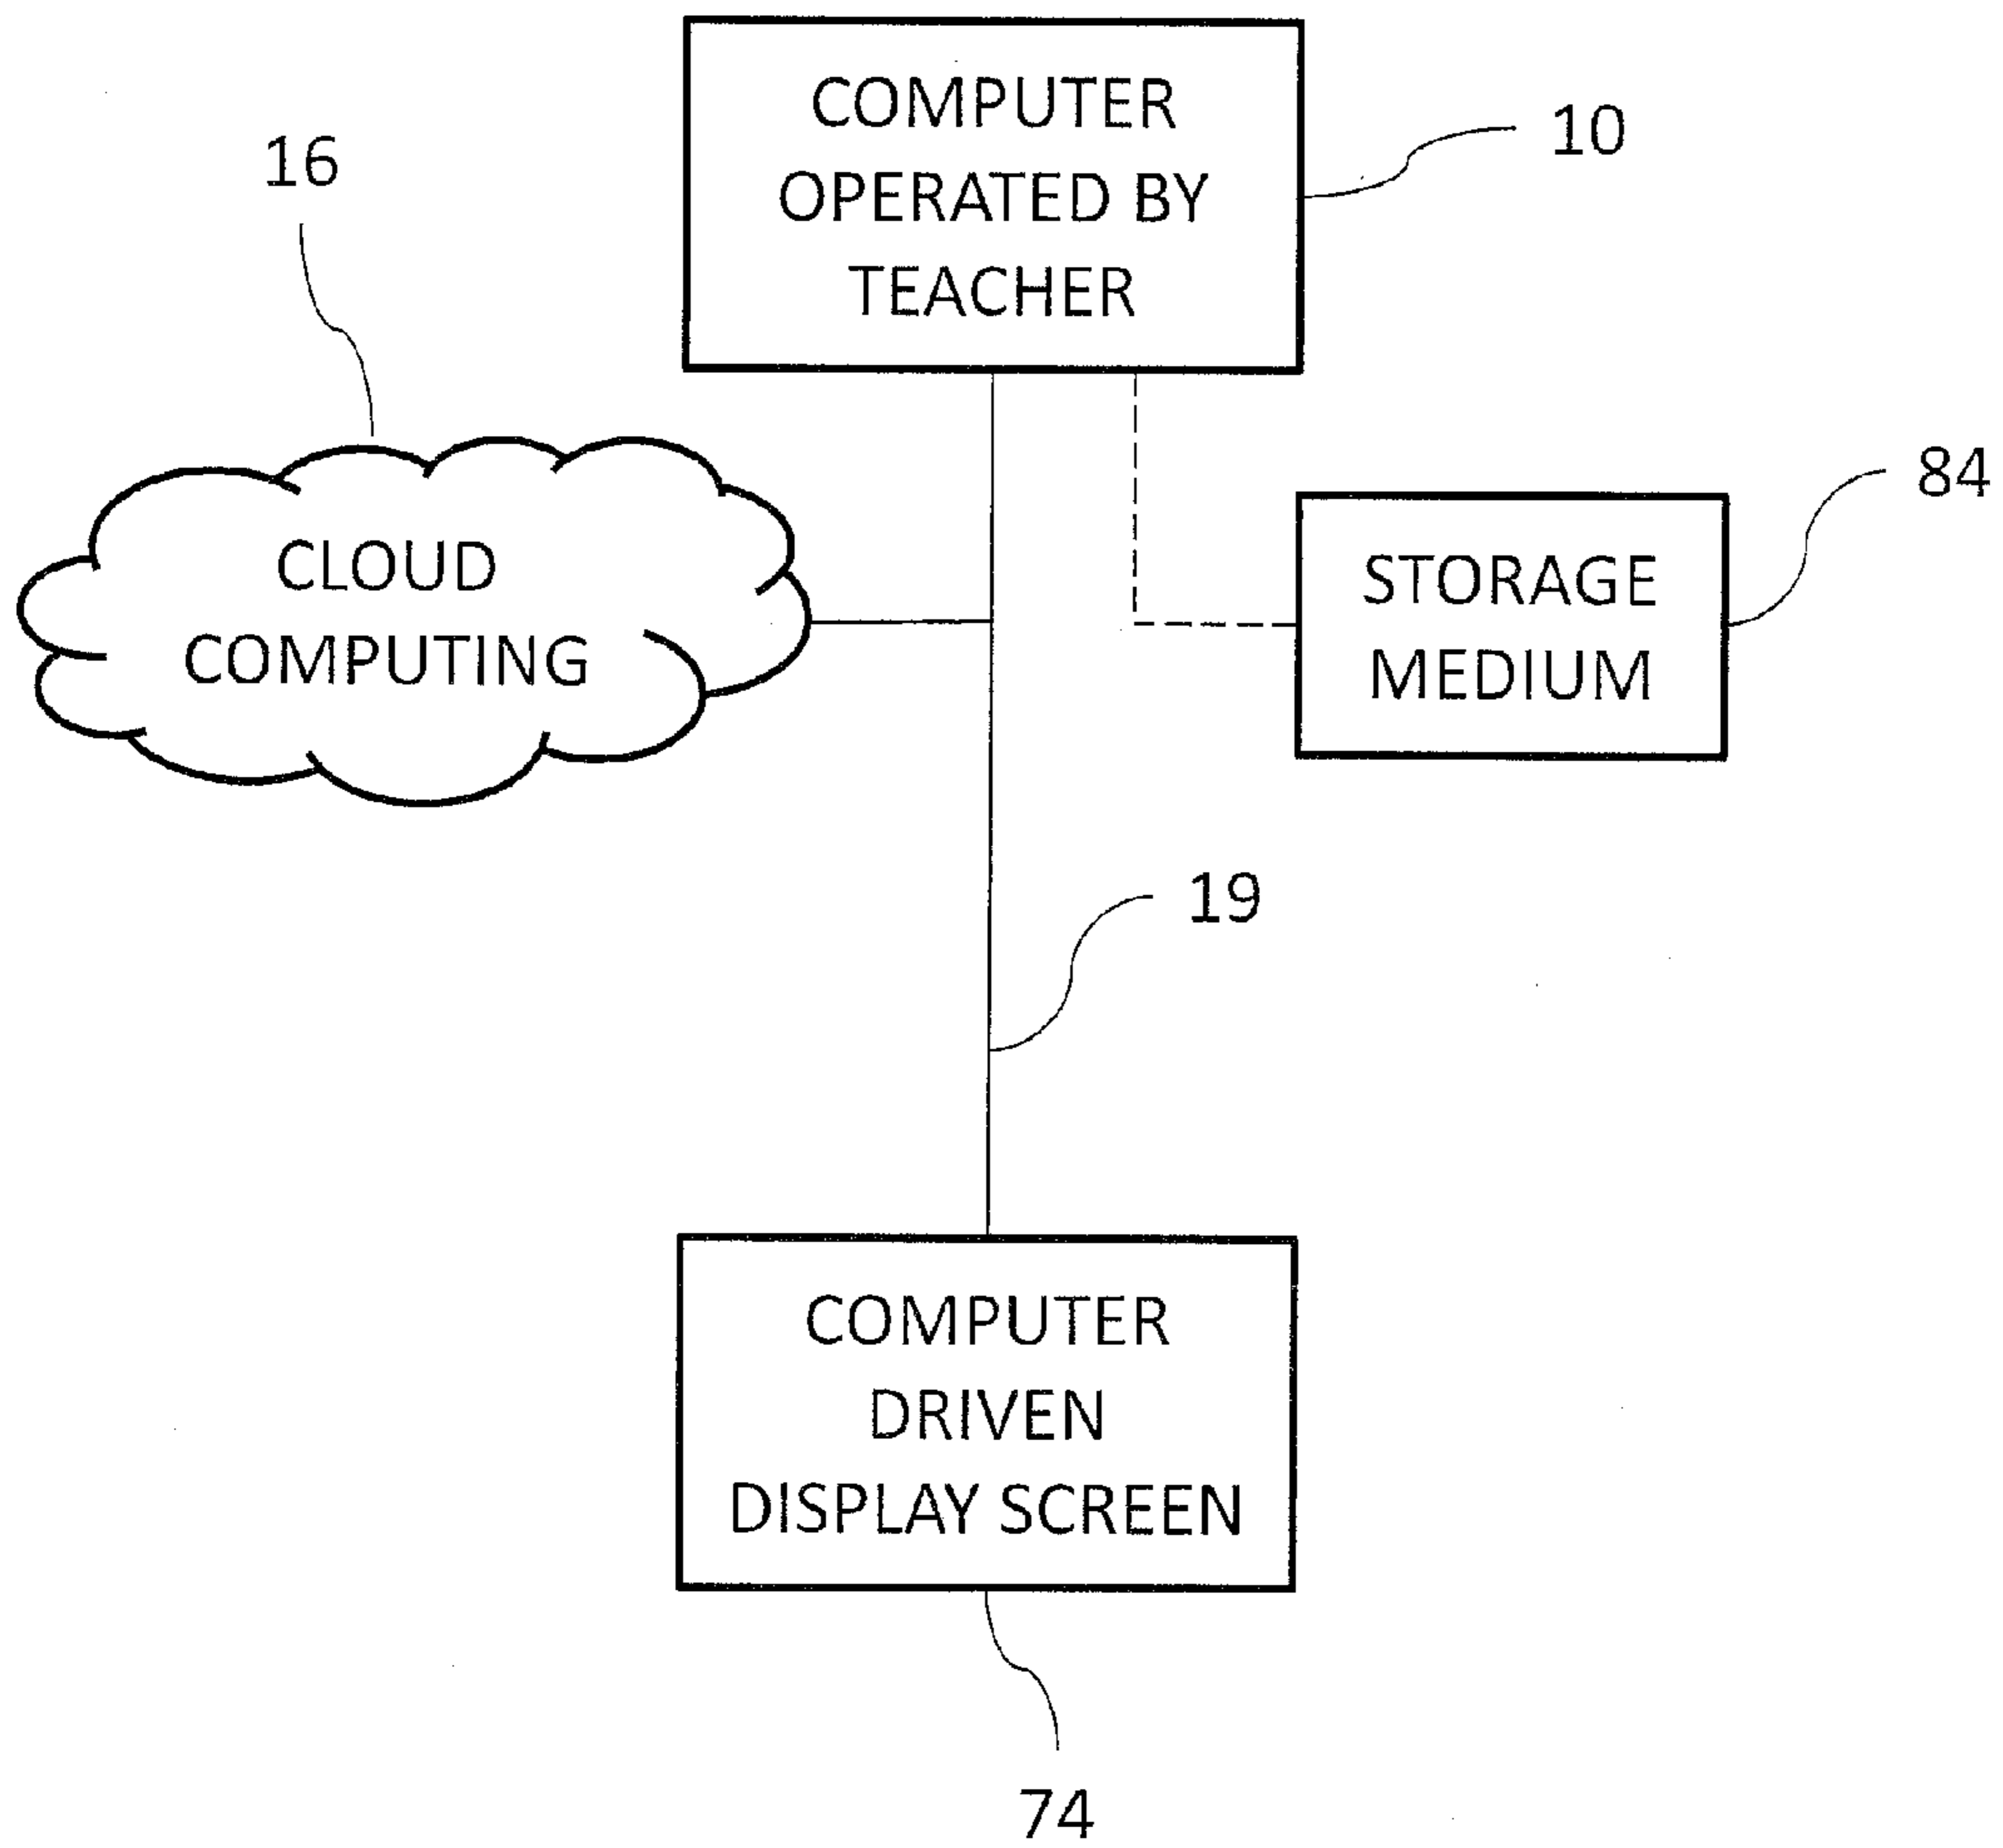 COMPUTER
OPERATED BY
TEACHER
10
16
CLOUD
COMPUTING
84
STORAGE
MEDIUM
19
COMPUTER
DRIVEN
DISPLAY SCREEN
74